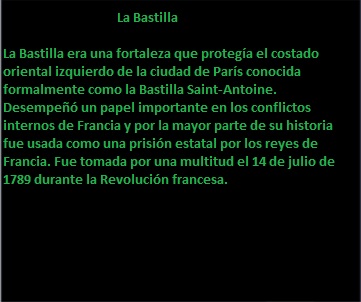 La Bastilla
La Bastilla era una fortaleza que protegía el costado
oriental izquierdo de la ciudad de París conocida
formalmente como la Bastilla Saint-Antoine.
Desempeñó un papel importante en los conflictos
internos de Francia y por la mayor parte de su historia
fue usada como una prisión estatal por los reyes de
Francia. Fue tomada por una multitud el 14 de julio de
1789 durante la Revolución francesa.